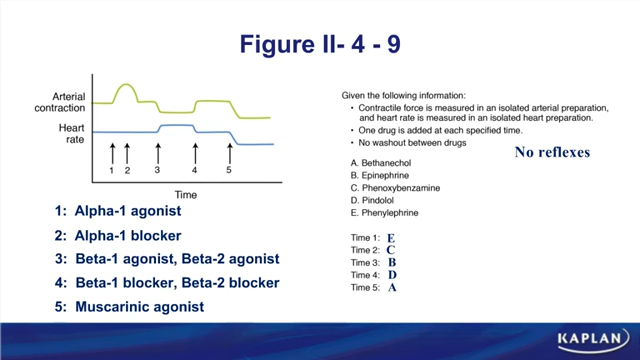 Figure II- 4 - 9
Arterial
contraction
Heart
rate
1 2 3 4 5
Time
1: Alpha-1 agonist
2: Alpha-1 blocker
3: Beta-1 agonist, Beta-2 agonist
4: Beta-1 blocker, Beta-2 blocker
5: Muscarinic agonist
Given the following information:
• Contractile force is measured in an isolated arterial preparation,
and heart rate is measured in an isolated heart preparation.
• One drug is added at each specified time.
• No washout between drugs
No reflexes
A. Bethanechol
B. Epinephrine
C. Phenoxybenzamine
D. Pindolol
E. Phenylephrine
Time 1: E
Time 2: C
Time 3: B
Time 4: D
Time 5: A
KAPLAN